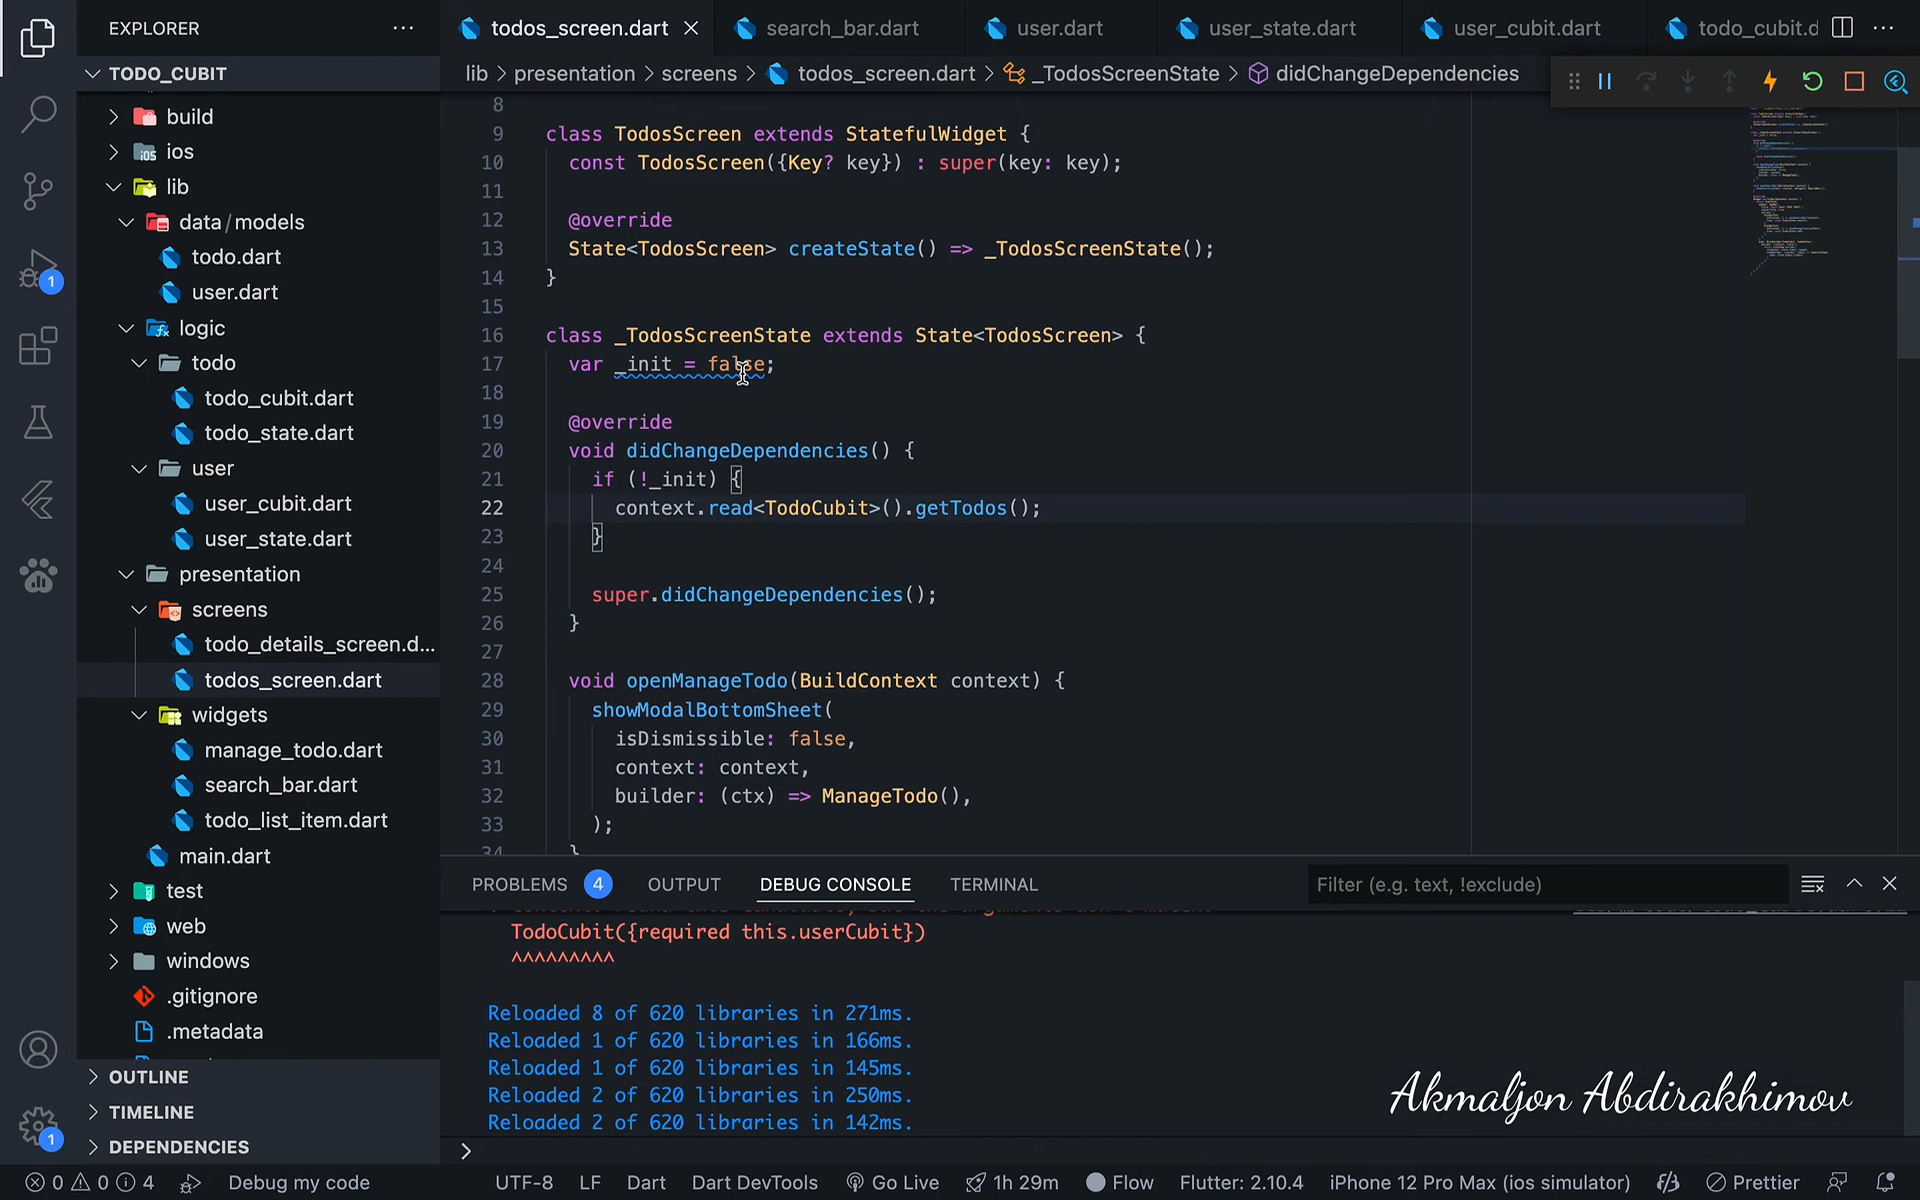 EXPLORER
todos_screen.dart
search_bar.dart
user.dart
user_state.dart
user_cubit.dart
todo_cubit.d
TODO_CUBIT
lib > presentation > screens > todos_screen.dart > _TodosScreenState > didChangeDependencies
build
ios
lib
data/models
todo.dart
user.dart
logic
todo
todo_cubit.dart
todo_state.dart
user
user_cubit.dart
user_state.dart
presentation
screens
todo_details_screen.d...
todos_screen.dart
widgets
manage_todo.dart
search_bar.dart
todo_list_item.dart
main.dart
test
web
windows
.gitignore
.metadata
OUTLINE
TIMELINE
DEPENDENCIES
8
9 class TodosScreen extends StatefulWidget {
10 const TodosScreen({Key? key}) : super(key: key);
11
12 @override
13 State<TodosScreen> createState() => _TodosScreenState();
14 }
15
16 class _TodosScreenState extends State<TodosScreen> {
17 var _init = false;
18
19 @override
20 void didChangeDependencies() {
21 if (!_init) {
22 context.read<TodoCubit>().getTodos();
23 }
24
25 super.didChangeDependencies();
26 }
27
28 void openManageTodo(BuildContext context) {
29 showModalBottomSheet(
30 isDismissible: false,
31 context: context,
32 builder: (ctx) => ManageTodo(),
33 );
34 }
PROBLEMS 4 OUTPUT DEBUG CONSOLE TERMINAL
Filter (e.g. text, !exclude)
TodoCubit({required this.userCubit})
^^^^^^^^^
Reloaded 8 of 620 libraries in 271ms.
Reloaded 1 of 620 libraries in 166ms.
Reloaded 1 of 620 libraries in 145ms.
Reloaded 2 of 620 libraries in 250ms.
Reloaded 2 of 620 libraries in 142ms.
>
Akmaljon Abdirakhimov
1
1
0 0 4 Debug my code UTF-8 LF Dart Dart DevTools Go Live 1h 29m Flow Flutter: 2.10.4 iPhone 12 Pro Max (ios simulator) Prettier